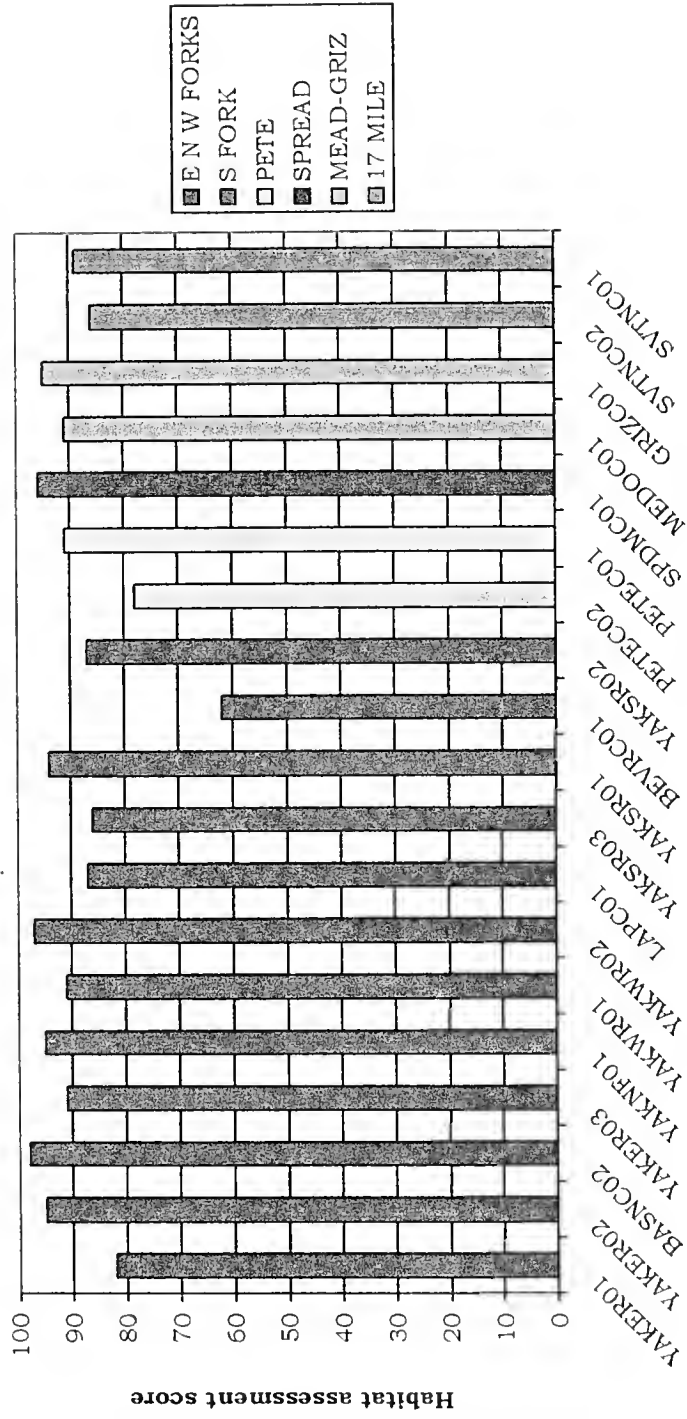 Habitat assessment score
100
90
80
70
60
50
40
30
20
10
0
YAKER01
YAKER02
BASNC02
YAKER03
YAKNF01
YAKWR01
YAKWR02
LAPC01
YAKSR03
YAKSR01
BEVRC01
YAKSR02
PETEC02
PETEC01
SPDMC01
MEDOC01
GRIZC01
SVTNC02
SVTNC01
E N W FORKS
S FORK
PETE
SPREAD
MEAD-GRIZ
17 MILE